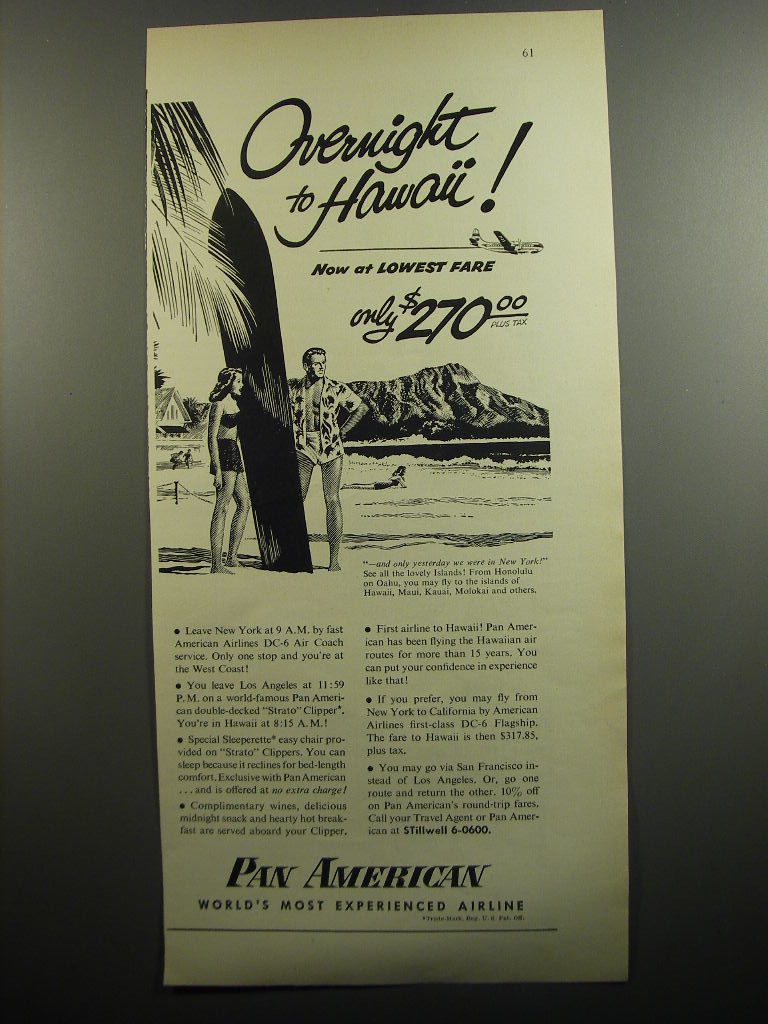 61
Overnight
to Hawaii!
Now at LOWEST FARE
only $270.00
PLUS TAX
"—and only yesterday we were in New York!"
See all the lovely Islands! From Honolulu
on Oahu, you may fly to the islands of
Hawaii, Maui, Kauai, Molokai and others.
● Leave New York at 9 A.M. by fast
American Airlines DC-6 Air Coach
service. Only one stop and you're at
the West Coast!
● You leave Los Angeles at 11:59
P.M. on a world-famous Pan Ameri-
can double-decked "Strato" Clipper*.
You're in Hawaii at 8:15 A.M.!
● Special Sleeperette* easy chair pro-
vided on "Strato" Clippers. You can
sleep because it reclines for bed-length
comfort. Exclusive with Pan American
. . . and is offered at no extra charge!
● Complimentary wines, delicious
midnight snack and hearty hot break-
fast are served aboard your Clipper.
● First airline to Hawaii! Pan Amer-
ican has been flying the Hawaiian air
routes for more than 15 years. You
can put your confidence in experience
like that!
● If you prefer, you may fly from
New York to California by American
Airlines first-class DC-6 Flagship.
The fare to Hawaii is then $317.85,
plus tax.
● You may go via San Francisco in-
stead of Los Angeles. Or, go one
route and return the other. 10% off
on Pan American's round-trip fares.
Call your Travel Agent or Pan Amer-
ican at STillwell 6-0600.
PAN AMERICAN
WORLD'S MOST EXPERIENCED AIRLINE
*Trade-Mark, Reg. U. S. Pat. Off.